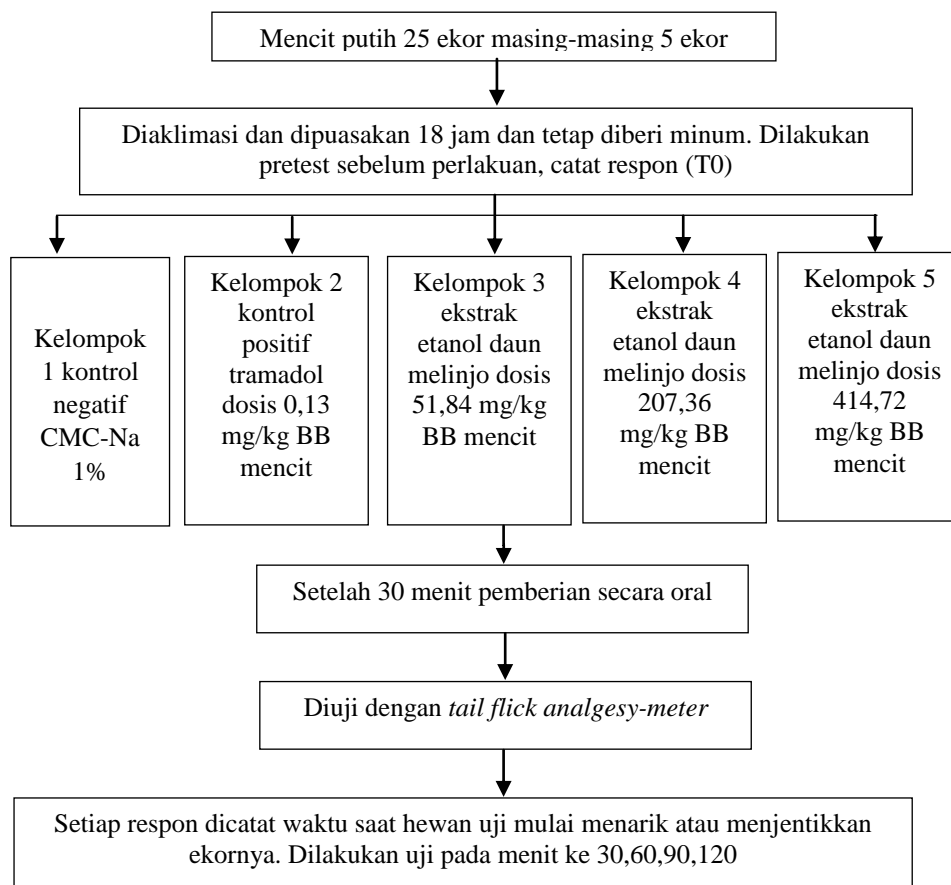 Mencit putih 25 ekor masing-masing 5 ekor
Diaklimasi dan dipuasakan 18 jam dan tetap diberi minum. Dilakukan
pretest sebelum perlakuan, catat respon (T0)
Kelompok
1 kontrol
negatif
CMC-Na
1%
Kelompok 2
kontrol
positif
tramadol
dosis 0,13
mg/kg BB
mencit
Kelompok 3
ekstrak
etanol daun
melinjo dosis
51,84 mg/kg
BB mencit
Kelompok 4
ekstrak
etanol daun
melinjo dosis
207,36
mg/kg BB
mencit
Kelompok 5
ekstrak
etanol daun
melinjo dosis
414,72
mg/kg BB
mencit
Setelah 30 menit pemberian secara oral
Diuji dengan tail flick analgesy-meter
Setiap respon dicatat waktu saat hewan uji mulai menarik atau menjentikkan
ekornya. Dilakukan uji pada menit ke 30,60,90,120